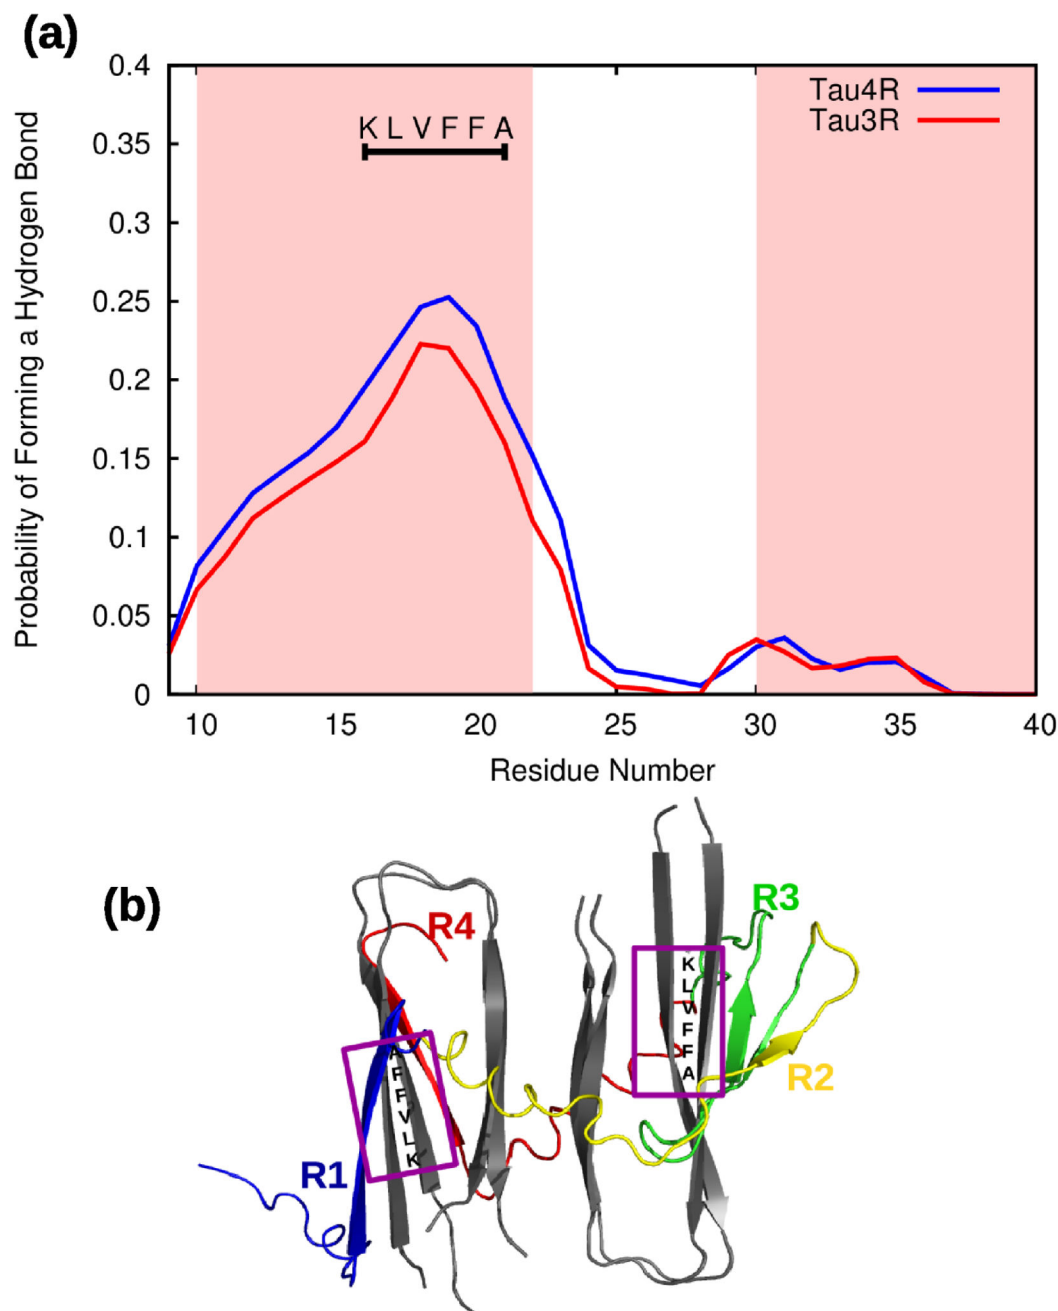 (a)
Probability of Forming a Hydrogen Bond
0.4
0.35
0.3
0.25
0.2
0.15
0.1
0.05
0
K L V F F A
Tau4R
Tau3R
10 15 20 25 30 35 40
Residue Number
(b)
R4
R3
K
L
V
F
F
A
R2
A
F
F
V
L
K
R1